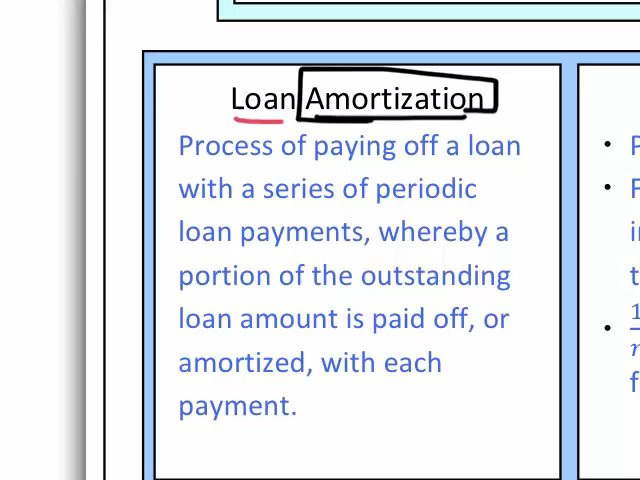 Loan Amortization
Process of paying off a loan
with a series of periodic
loan payments, whereby a
portion of the outstanding
loan amount is paid off, or
amortized, with each
payment.